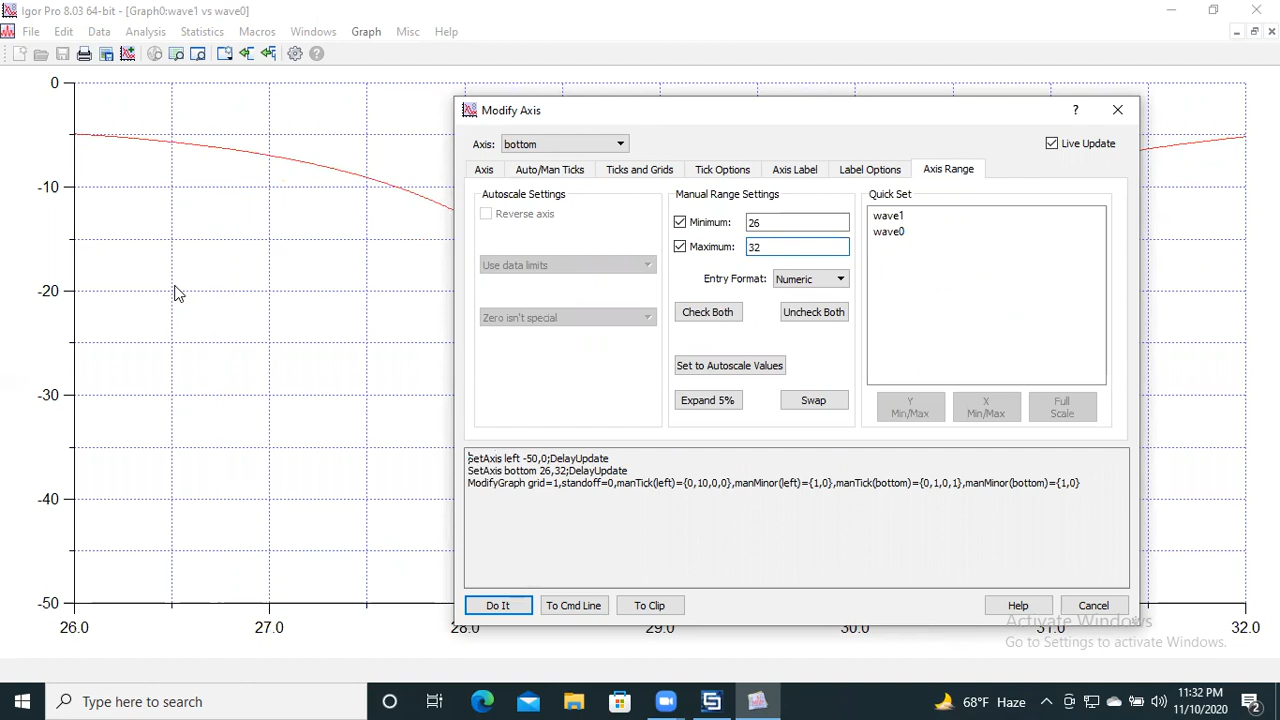 Igor Pro 8.03 64-bit - [Graph0:wave1 vs wave0]
File Edit Data Analysis Statistics Macros Windows Graph Misc Help
Modify Axis
Axis: bottom
Live Update
Axis Auto/Man Ticks Ticks and Grids Tick Options Axis Label Label Options Axis Range
Autoscale Settings
Reverse axis
Use data limits
Zero isn't special
Manual Range Settings
Minimum: 26
Maximum: 32
Entry Format: Numeric
Check Both Uncheck Both
Set to Autoscale Values
Expand 5% Swap
Quick Set
wave1
wave0
Y Min/Max
X Min/Max
Full Scale
SetAxis left -50,0;DelayUpdate
SetAxis bottom 26,32;DelayUpdate
ModifyGraph grid=1,standoff=0,manTick(left)={0,10,0,0},manMinor(left)={1,0},manTick(bottom)={0,1,0,1},manMinor(bottom)={1,0}
Do It To Cmd Line To Clip Help Cancel
0
-10
-20
-30
-40
-50
26.0 27.0 28.0 29.0 30.0 31.0 32.0
Activate Windows
Go to Settings to activate Windows.
Type here to search
68°F Haze
11:32 PM
11/10/2020
2